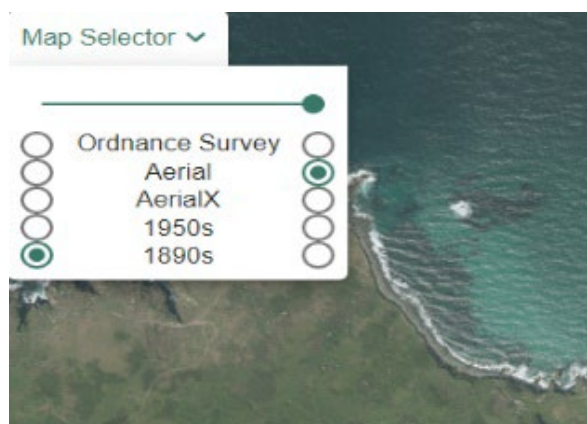 Map Selector
Ordnance Survey
Aerial
AerialX
1950s
1890s